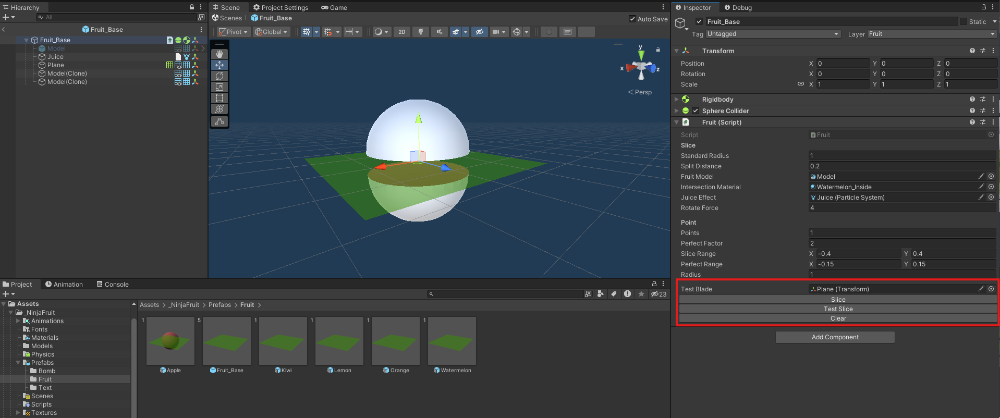 Hierarchy
All
Fruit_Base
Fruit_Base
Model
Juice
Plane
Model(Clone)
Model(Clone)
Scene
Project Settings
Game
Scenes
Fruit_Base
Auto Save
Pivot
Global
2D
y
x
z
Persp
Inspector
Debug
Fruit_Base
Static
Tag
Untagged
Layer
Fruit
Transform
Position X 0 Y 0 Z 0
Rotation X 0 Y 0 Z 0
Scale X 1 Y 1 Z 1
Rigidbody
Sphere Collider
Fruit (Script)
Script Fruit
Slice
Standard Radius 1
Split Distance 0.2
Fruit Model Model
Intersection Material Watermelon_Inside
Juice Effect Juice (Particle System)
Rotate Force 4
Point
Points 1
Perfect Factor 2
Slice Range X -0.4 Y 0.4
Perfect Range X -0.15 Y 0.15
Radius 1
Test Blade Plane (Transform)
Slice
Test Slice
Clear
Add Component
Project
Animation
Console
23
Assets
_NinjaFruit
Animations
Fonts
Materials
Models
Physics
Prefabs
Bomb
Fruit
Text
Scenes
Scripts
Textures
Assets > _NinjaFruit > Prefabs > Fruit >
1 5 1 1 1 1
Apple
Fruit_Base
Kiwi
Lemon
Orange
Watermelon